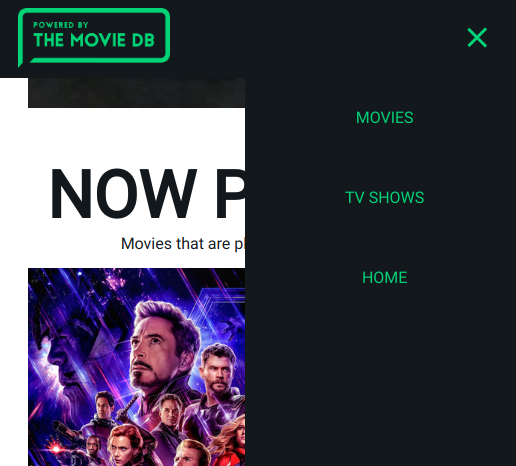 POWERED BY
THE MOVIE DB
MOVIES
TV SHOWS
HOME
NOW P
Movies that are pl